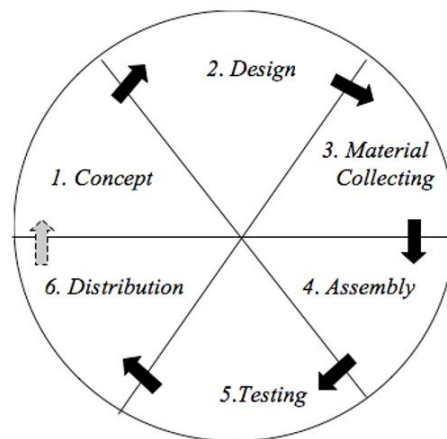 1. Concept
2. Design
3. Material
Collecting
4. Assembly
5.Testing
6. Distribution